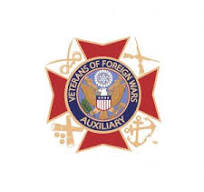 VETERANS OF FOREIGN WARS
AUXILIARY